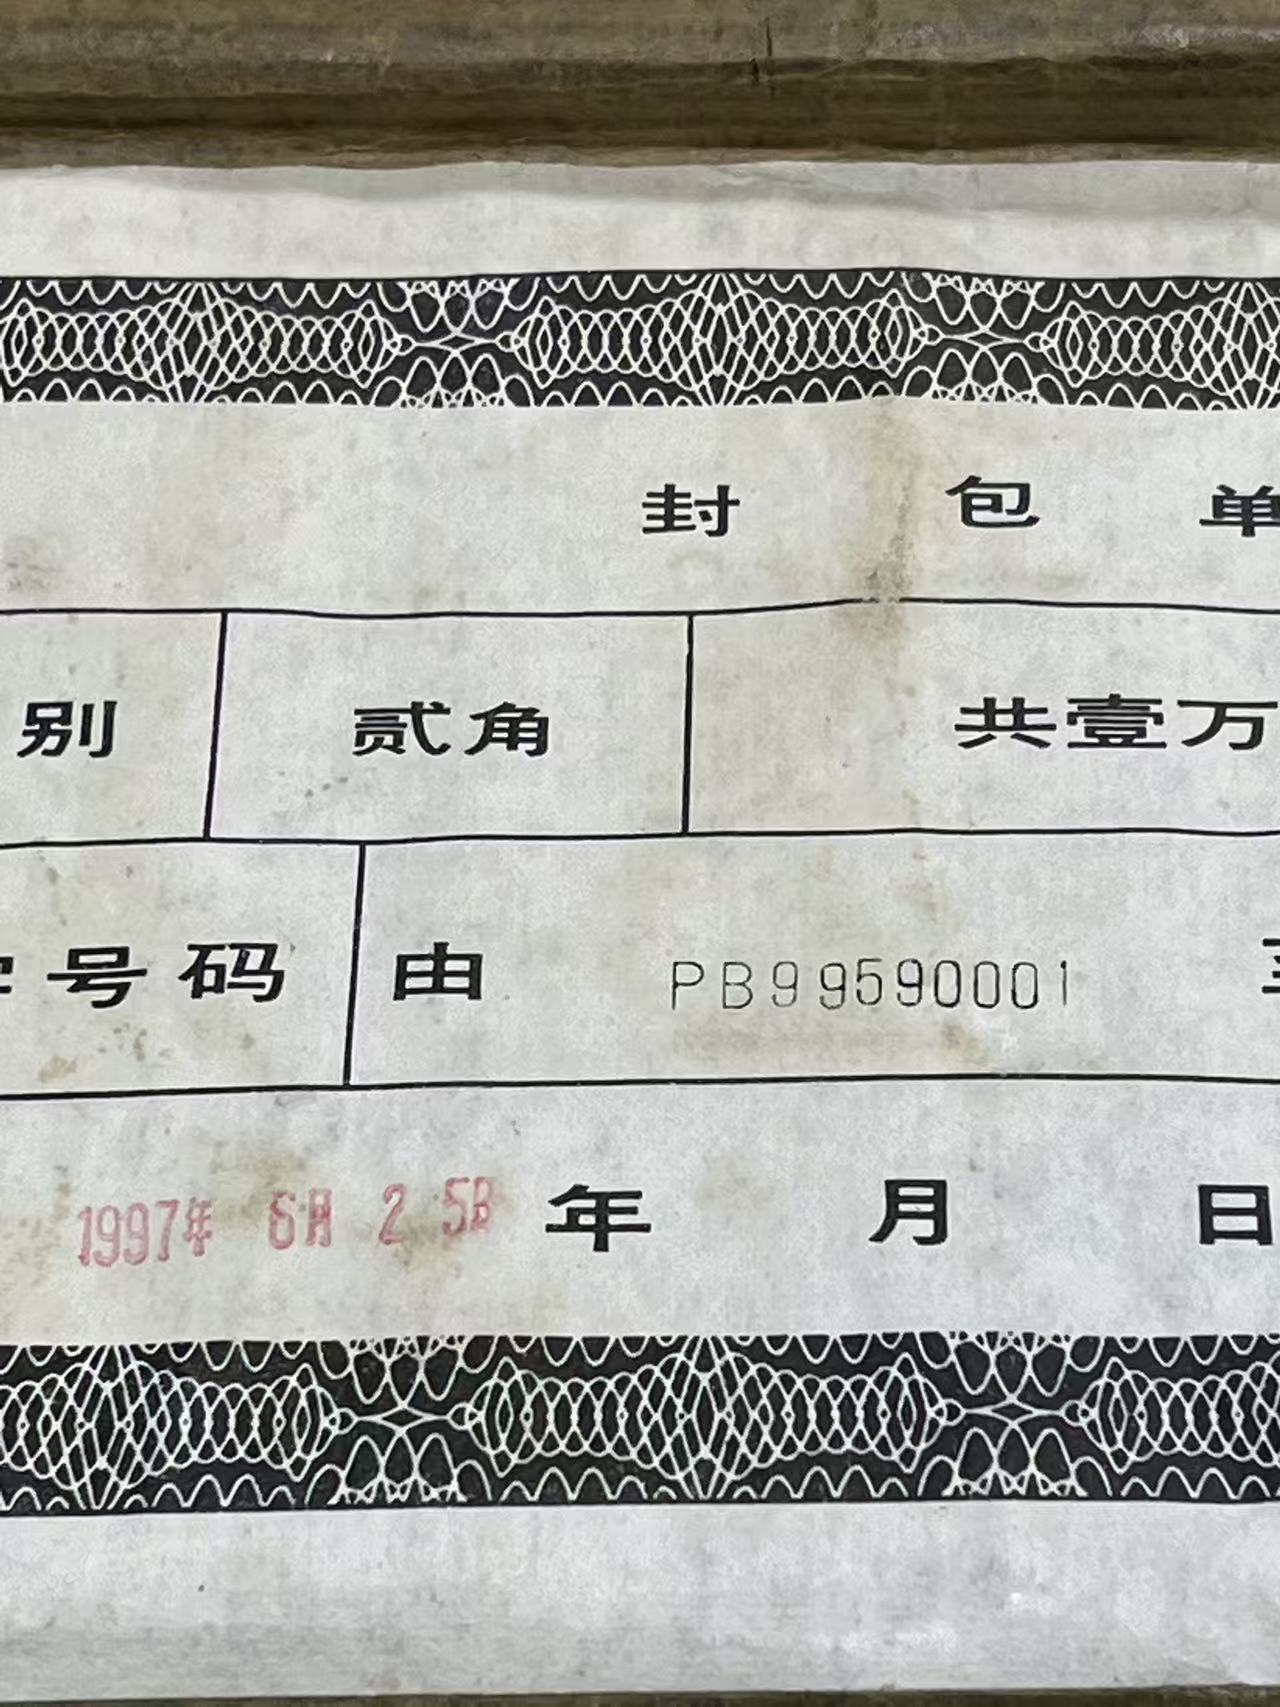 封 包 单
别 贰角 共壹万
号码 由 PB99590001
1997年 6月 25日 年 月 日